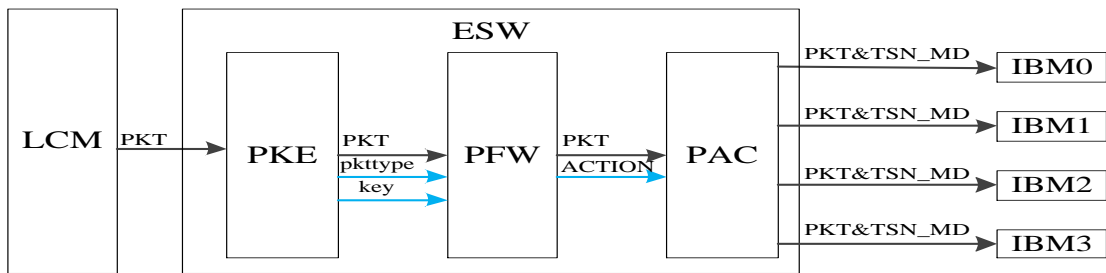 ESW
PKT&TSN_MD
IBM0
PKT&TSN_MD
IBM1
LCM
PKT
PKE
PKT
pkttype
key
PFW
PKT
ACTION
PAC
PKT&TSN_MD
IBM2
PKT&TSN_MD
IBM3